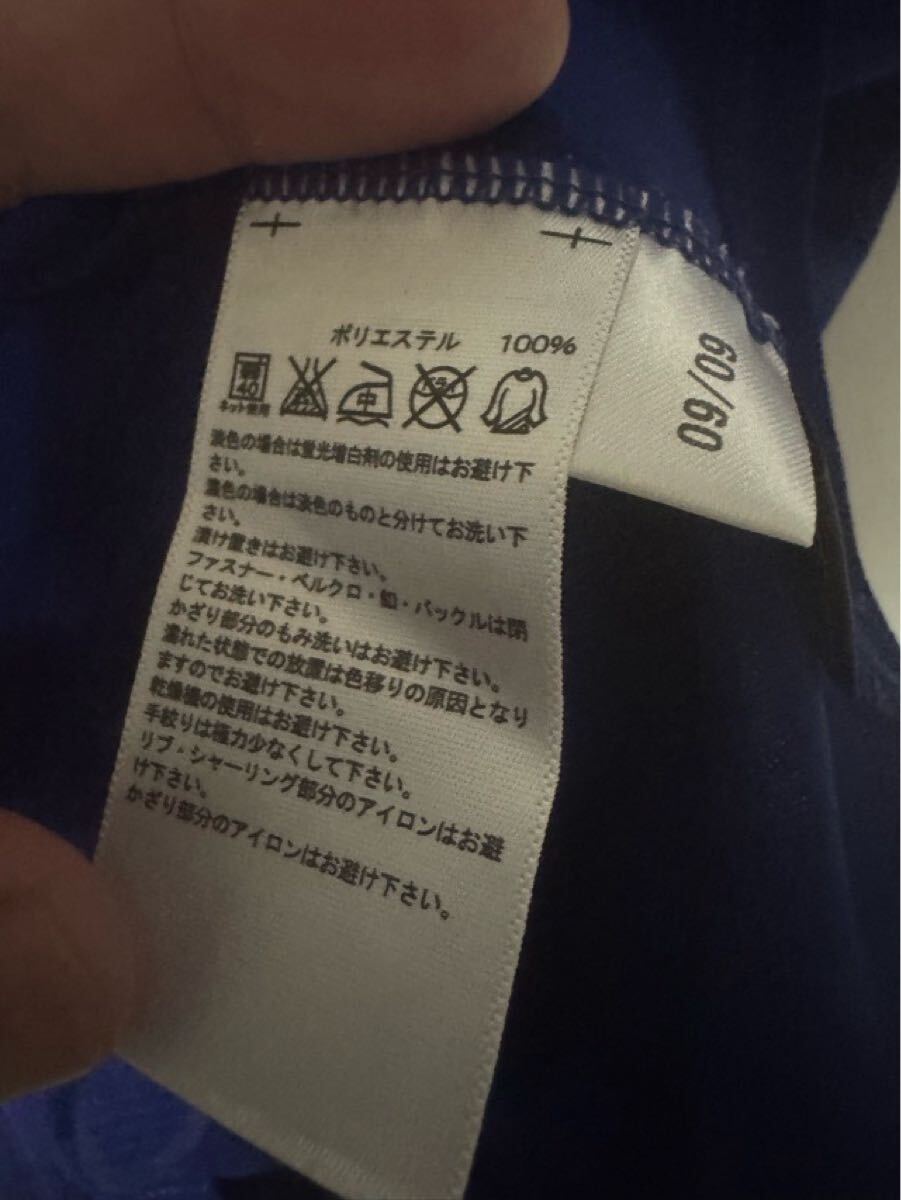 ポリエステル 100%
弱
40
ネット使用
中
ドライ
淡色の場合は蛍光増白剤の使用はお避け下
さい。
濃色の場合は淡色のものと分けてお洗い下
さい。
漬け置きはお避け下さい。
ファスナー・ベルクロ・釦・バックルは閉
じてお洗い下さい。
かざり部分のもみ洗いはお避け下さい。
濡れた状態での放置は色移りの原因となり
ますのでお避け下さい。
乾燥機の使用はお避け下さい。
手絞りは極力少なくして下さい。
リブ・シャーリング部分のアイロンはお避
け下さい。
かざり部分のアイロンはお避け下さい。
09/09